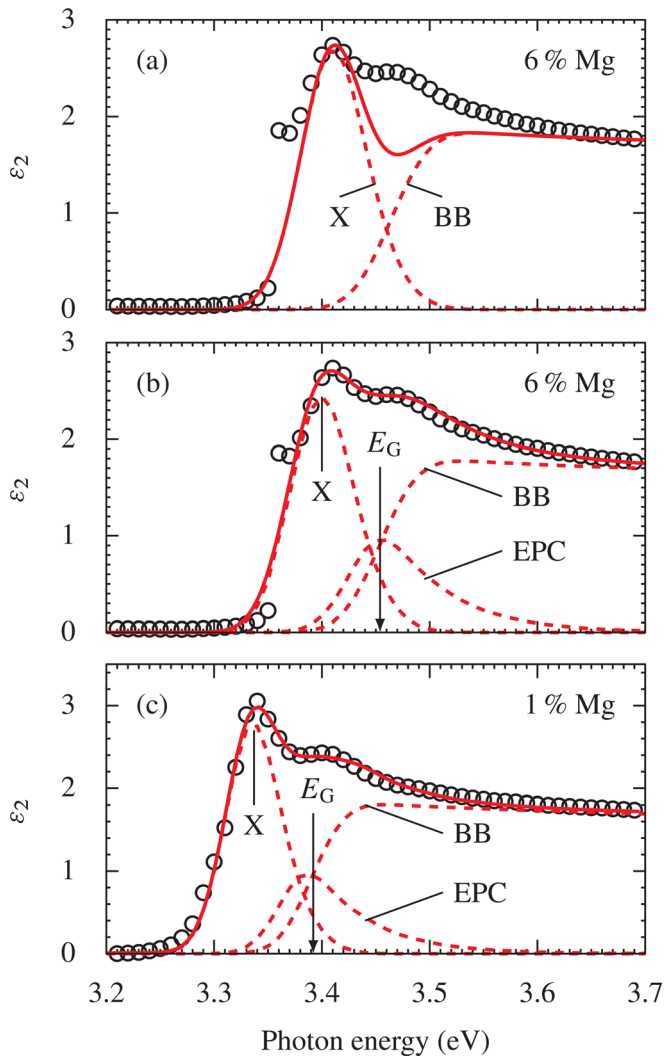 3
(a)
6 % Mg
2
ε2
X
BB
1
0
3
(b)
6 % Mg
2
EG
ε2
X
BB
1
EPC
0
3
(c)
1 % Mg
EG
2
ε2
X
BB
1
EPC
0
3.2 3.3 3.4 3.5 3.6 3.7
Photon energy (eV)